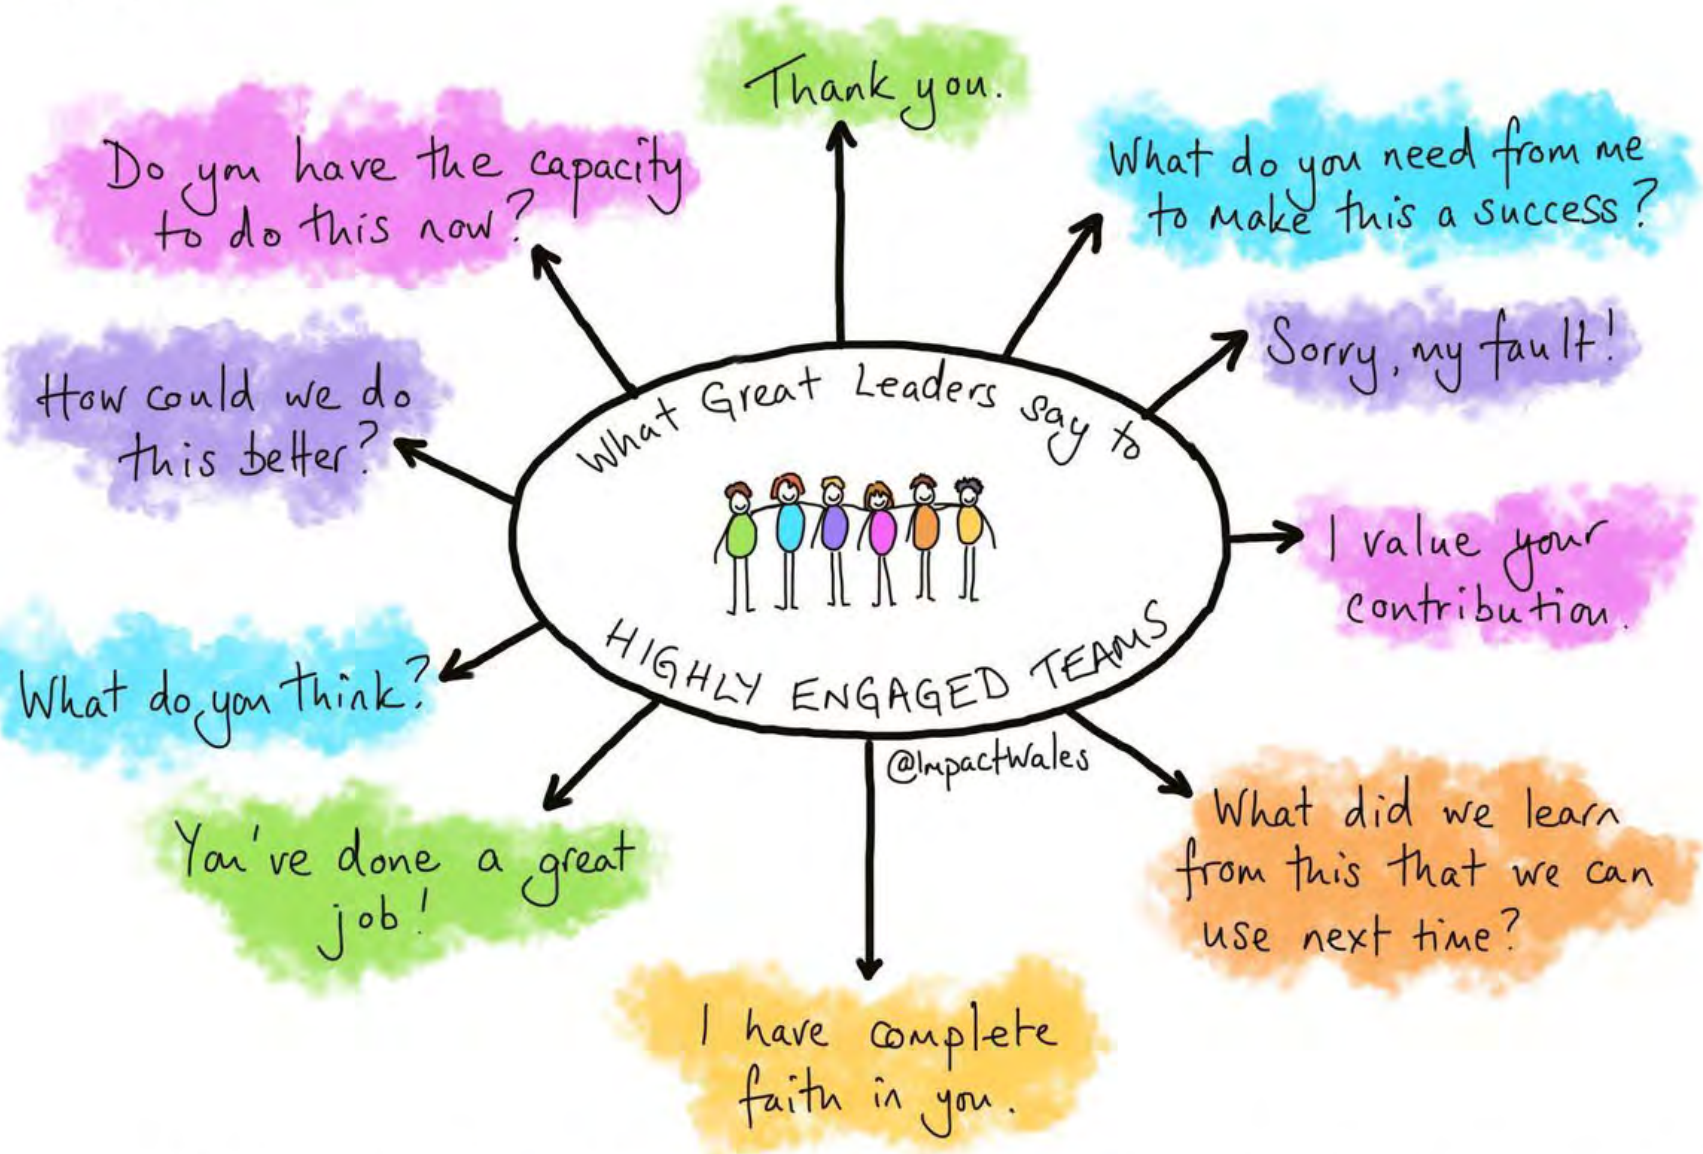 Thank you.
Do you have the capacity
to do this now?
What do you need from me
to make this a success?
Sorry, my fault!
How could we do
this better?
What Great Leaders say to
HIGHLY ENGAGED TEAMS
I value your
contribution.
What do you think?
@ImpactWales
You've done a great
job!
What did we learn
from this that we can
use next time?
I have complete
faith in you.